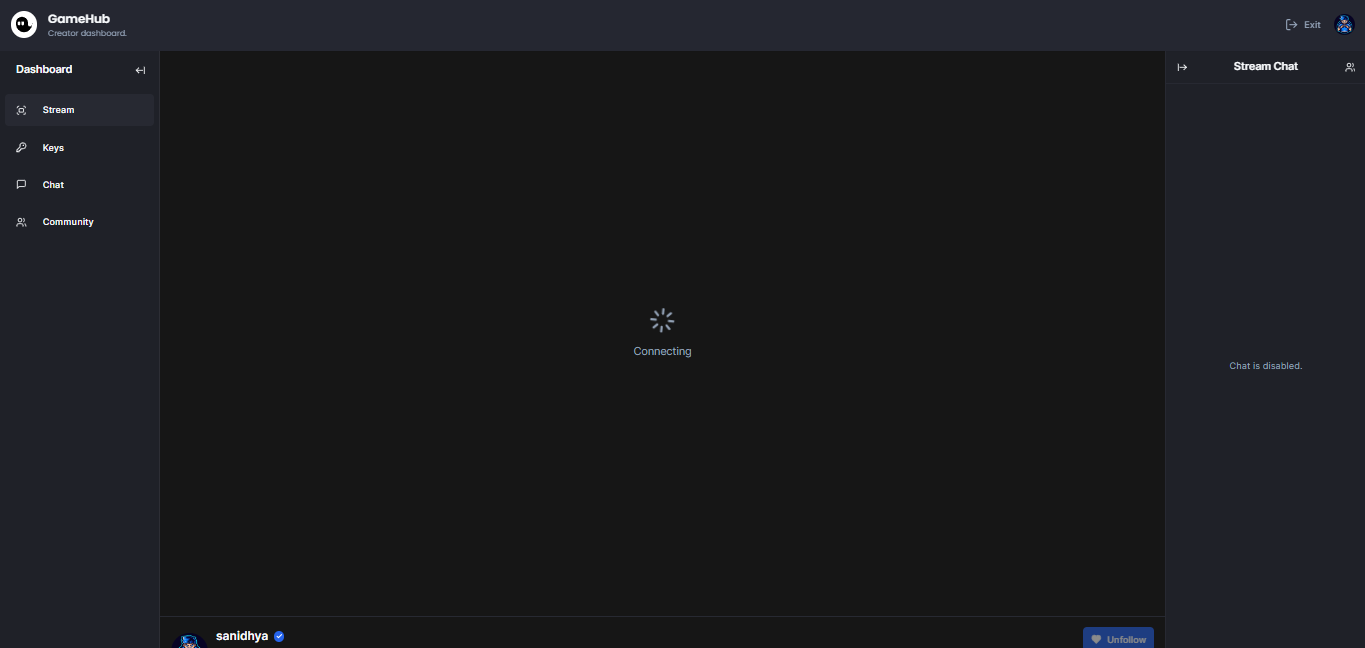 GameHub
Creator dashboard.
Exit
Dashboard
Stream Chat
Stream
Keys
Chat
Community
Connecting
Chat is disabled.
sanidhya
Unfollow